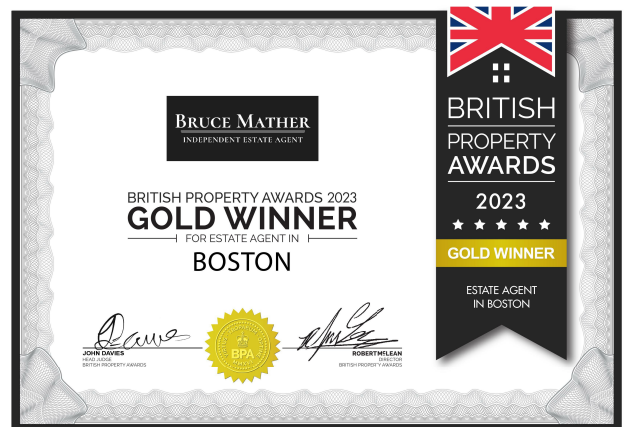 BRUCE MATHER
INDEPENDENT ESTATE AGENT
BRITISH PROPERTY AWARDS 2023
GOLD WINNER
FOR ESTATE AGENT IN
BOSTON
JOHN DAVIES
HEAD JUDGE
BRITISH PROPERTY AWARDS
BPA
ROBERT MCLEAN
DIRECTOR
BRITISH PROPERTY AWARDS
BRITISH
PROPERTY
AWARDS
2023
GOLD WINNER
ESTATE AGENT
IN BOSTON